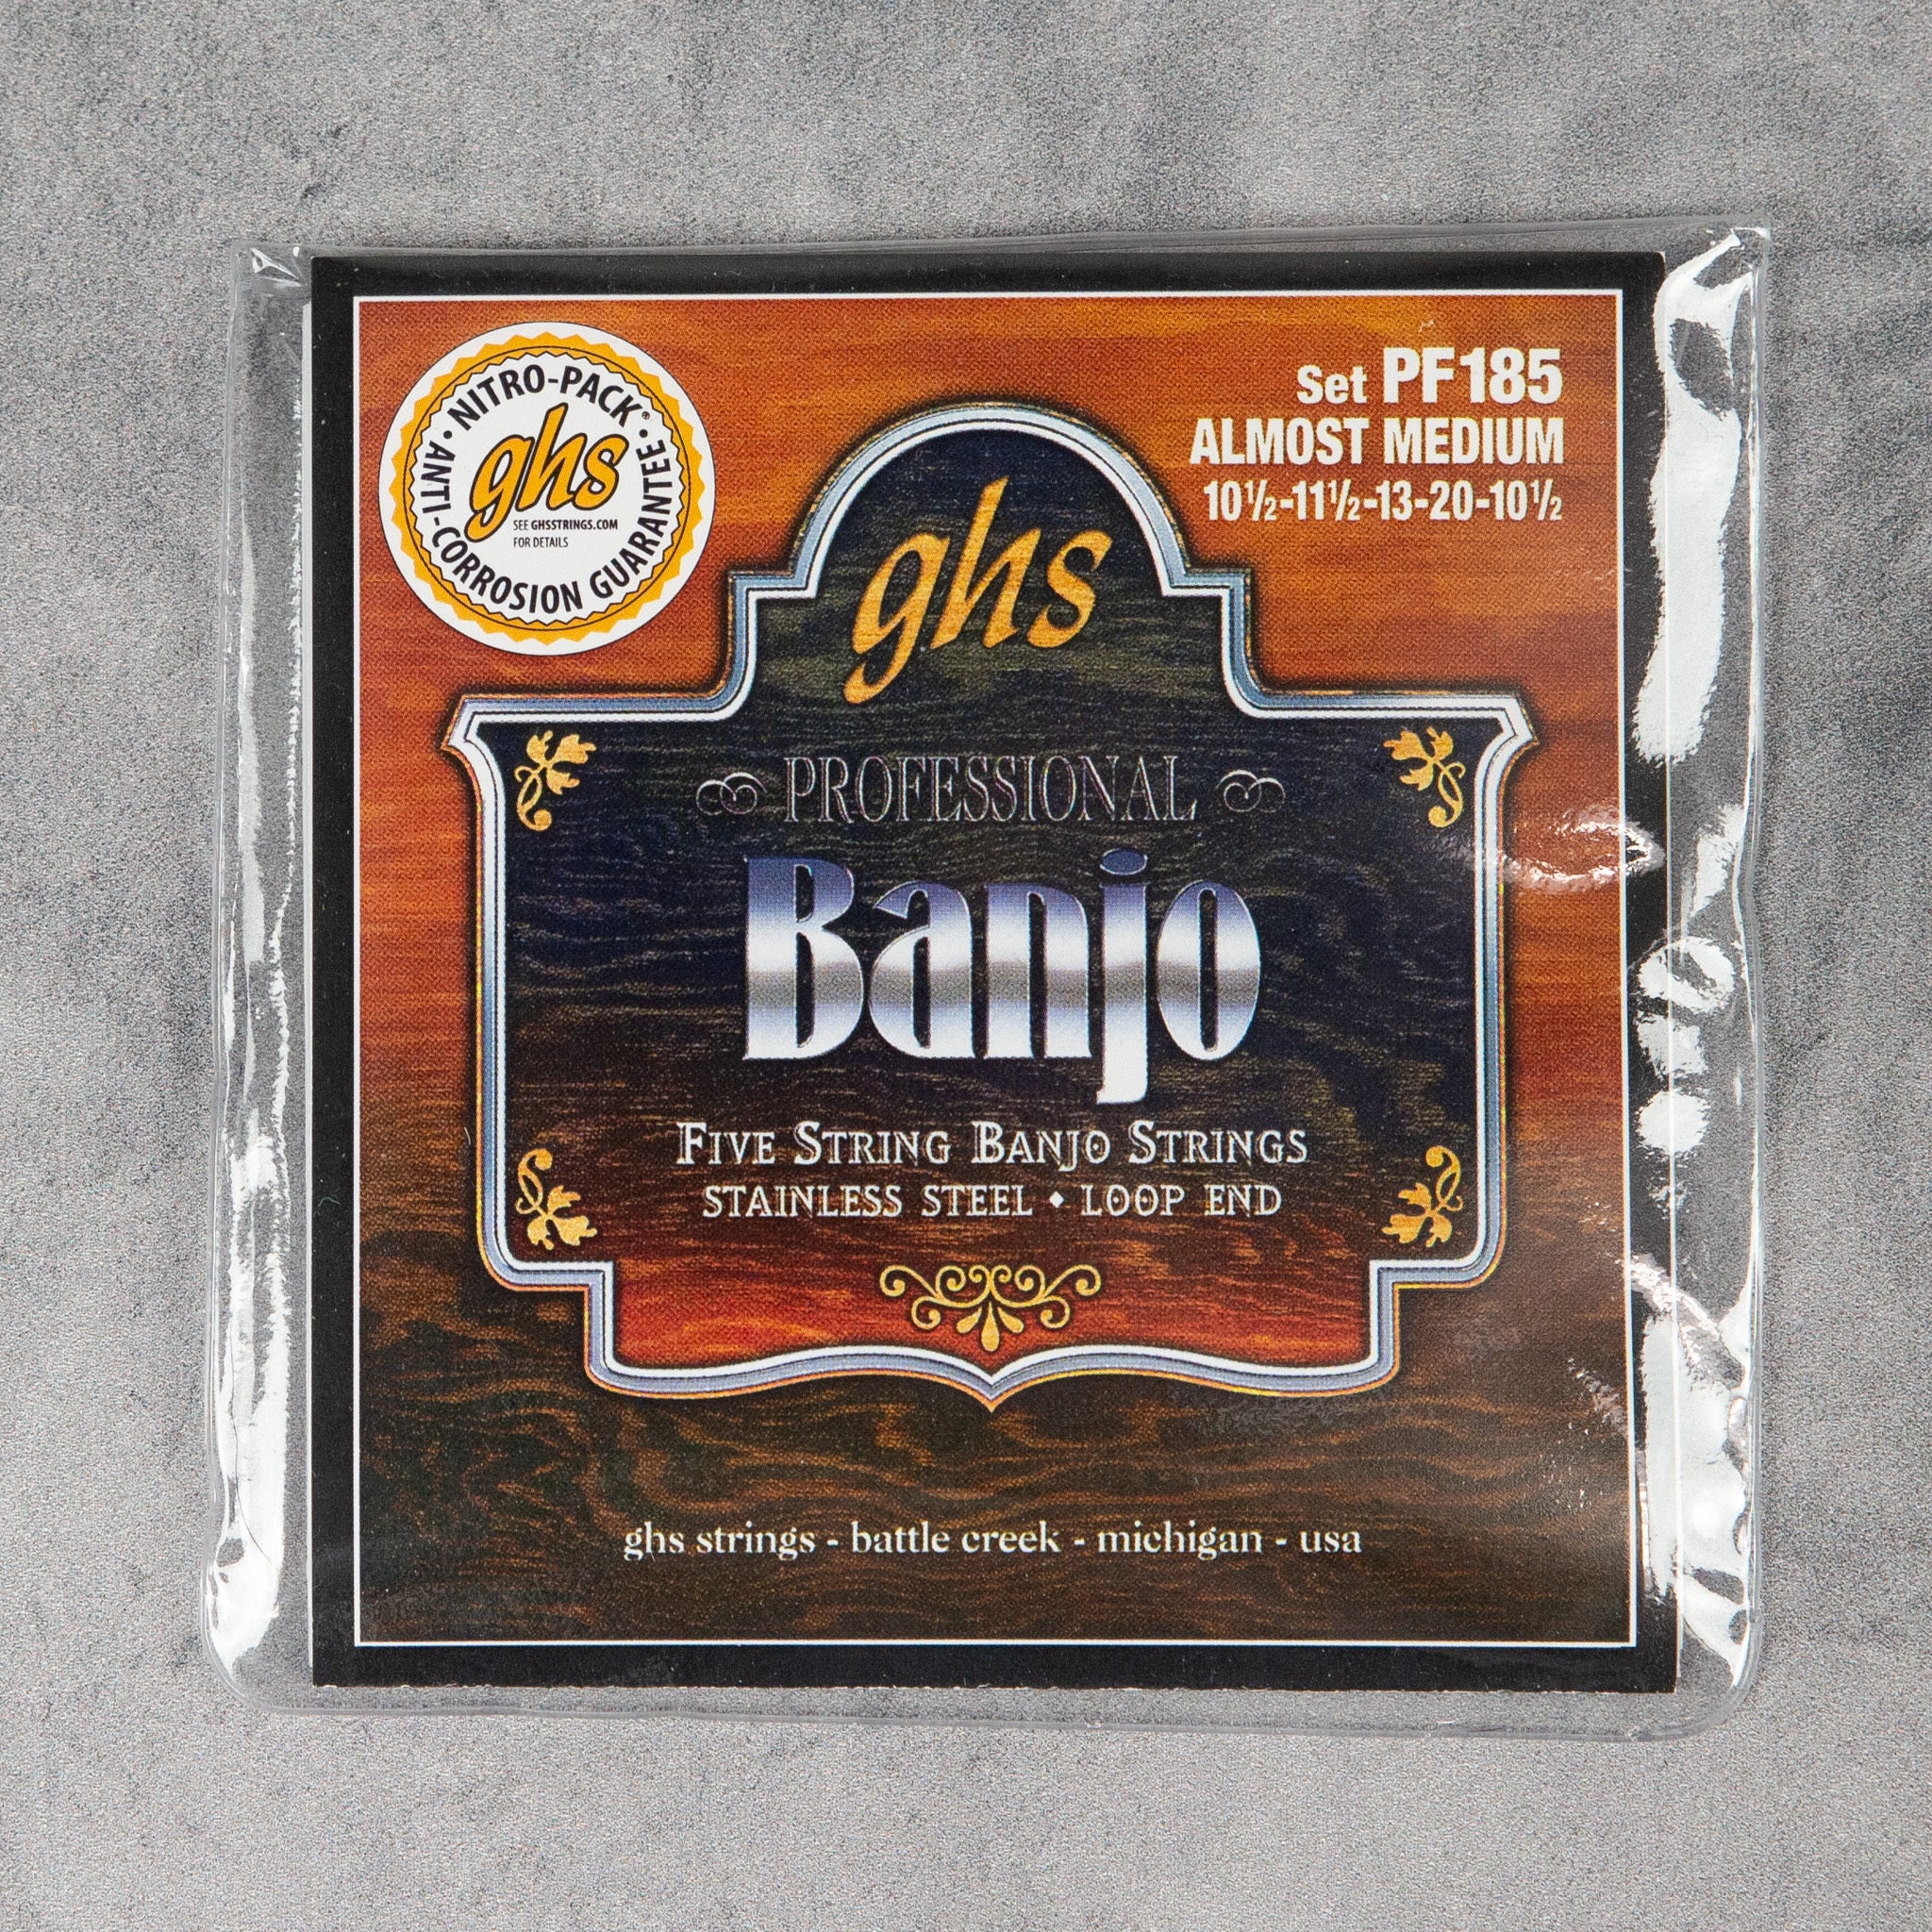 • NITRO-PACK® •
ghs
SEE GHSSTRINGS.COM
FOR DETAILS
ANTI-CORROSION GUARANTEE
Set PF185
ALMOST MEDIUM
10½-11½-13-20-10½
ghs
PROFESSIONAL
Banjo
FIVE STRING BANJO STRINGS
STAINLESS STEEL • LOOP END
ghs strings - battle creek - michigan - usa